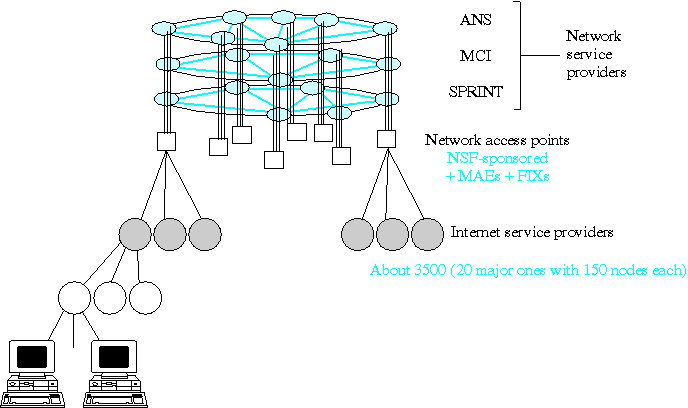 ANS
MCI
SPRINT
Network
service
providers
Network access points
NSF-sponsored
+ MAEs + FIXs
Internet service providers
About 3500 (20 major ones with 150 nodes each)